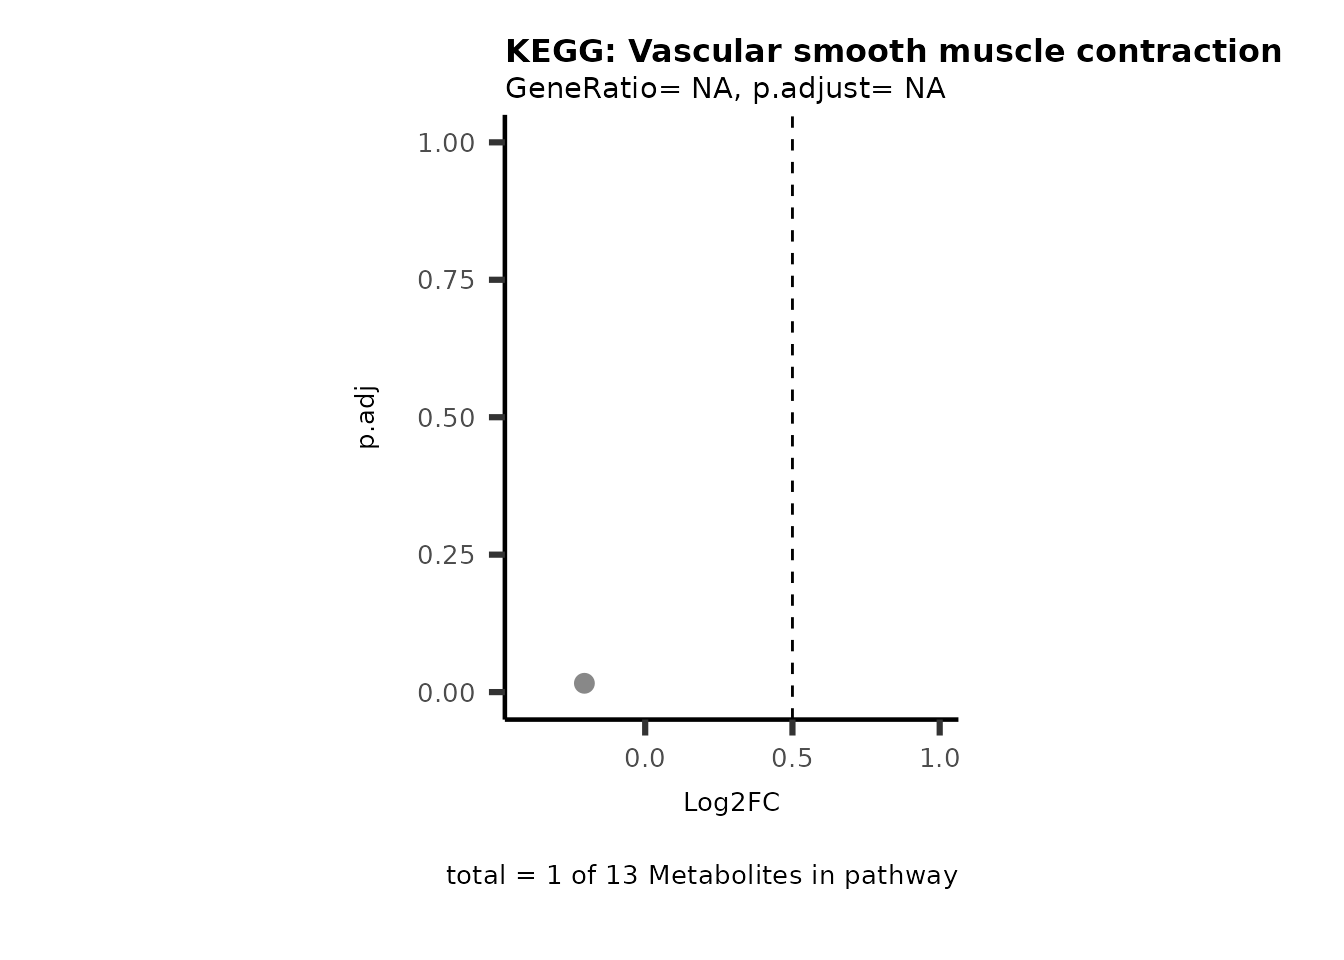 KEGG: Vascular smooth muscle contraction
GeneRatio= NA, p.adjust= NA
1.00
0.75
0.50
0.25
0.00
p.adj
0.0 0.5 1.0
Log2FC
total = 1 of 13 Metabolites in pathway